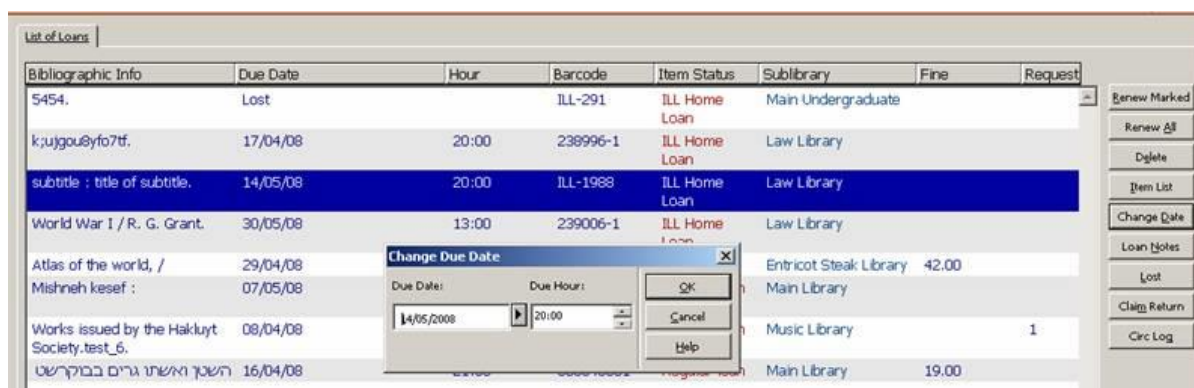 List of Loans
Bibliographic Info Due Date Hour Barcode Item Status Sublibrary Fine Request
5454. Lost ILL-291 ILL Home Main Undergraduate
Loan
k;ujgou8yfo7tf. 17/04/08 20:00 238996-1 ILL Home Law Library
Loan
subtitle : title of subtitle. 14/05/08 20:00 ILL-1988 ILL Home Law Library
Loan
World War I / R. G. Grant. 30/05/08 13:00 239006-1 ILL Home Law Library
Loan
Atlas of the world, / 29/04/08 Entricot Steak Library 42.00
Mishneh kesef : 07/05/08 Main Library
Works issued by the Hakluyt 08/04/08 Music Library 1
Society.test_6.
השטן ואשתו גרים בבוקרשט 16/04/08 Main Library 19.00
Change Due Date
Due Date: Due Hour:
14/05/2008 20:00
OK
Cancel
Help
Renew Marked
Renew All
Delete
Item List
Change Date
Loan Notes
Lost
Claim Return
Circ Log